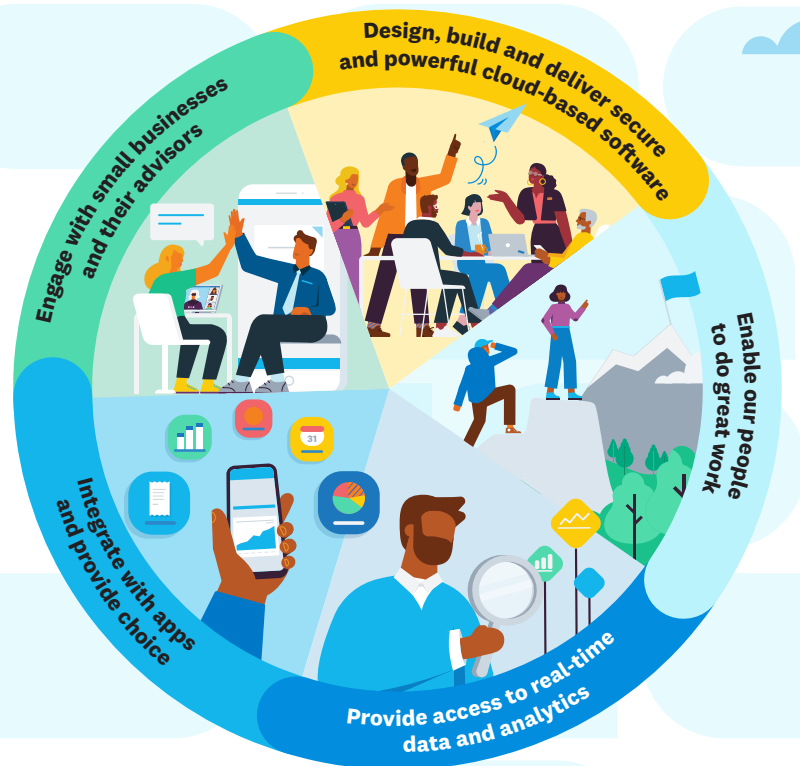 Design, build and deliver secure
and powerful cloud-based software
Enable our people
to do great work
Provide access to real-time
data and analytics
Integrate with apps
and provide choice
Engage with small businesses
and their advisors
31